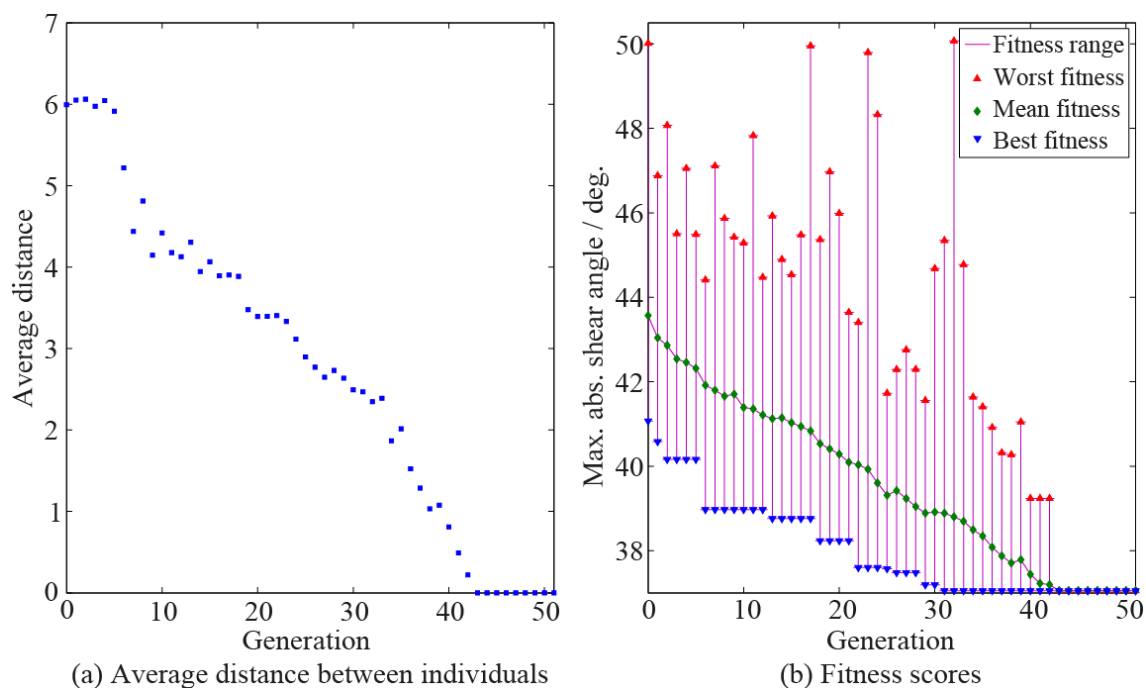 7
6
5
4
3
2
1
0
Average distance
0
10
20
30
40
50
Generation
(a) Average distance between individuals
50
48
46
44
42
40
38
Max. abs. shear angle / deg.
Fitness range
Worst fitness
Mean fitness
Best fitness
0
10
20
30
40
50
Generation
(b) Fitness scores